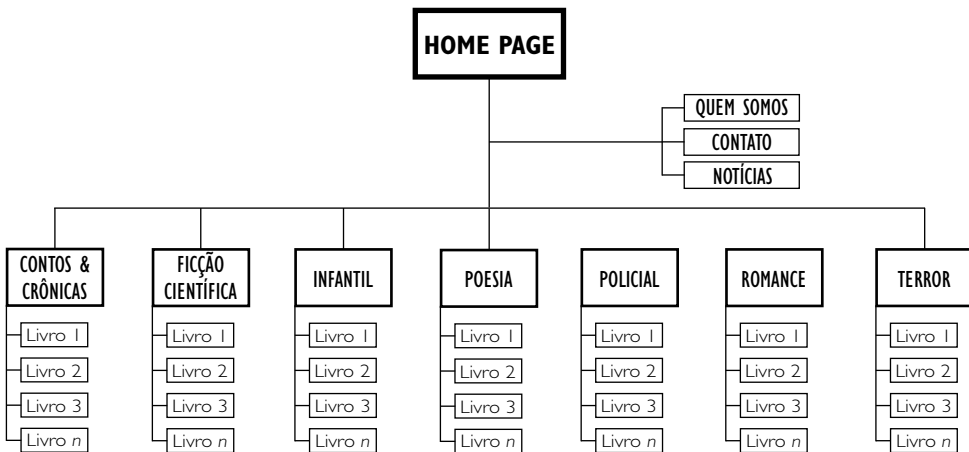 HOME PAGE
QUEM SOMOS
CONTATO
NOTÍCIAS
CONTOS &
CRÔNICAS
Livro 1
Livro 2
Livro 3
Livro n
FICÇÃO
CIENTÍFICA
Livro 1
Livro 2
Livro 3
Livro n
INFANTIL
Livro 1
Livro 2
Livro 3
Livro n
POESIA
Livro 1
Livro 2
Livro 3
Livro n
POLICIAL
Livro 1
Livro 2
Livro 3
Livro n
ROMANCE
Livro 1
Livro 2
Livro 3
Livro n
TERROR
Livro 1
Livro 2
Livro 3
Livro n